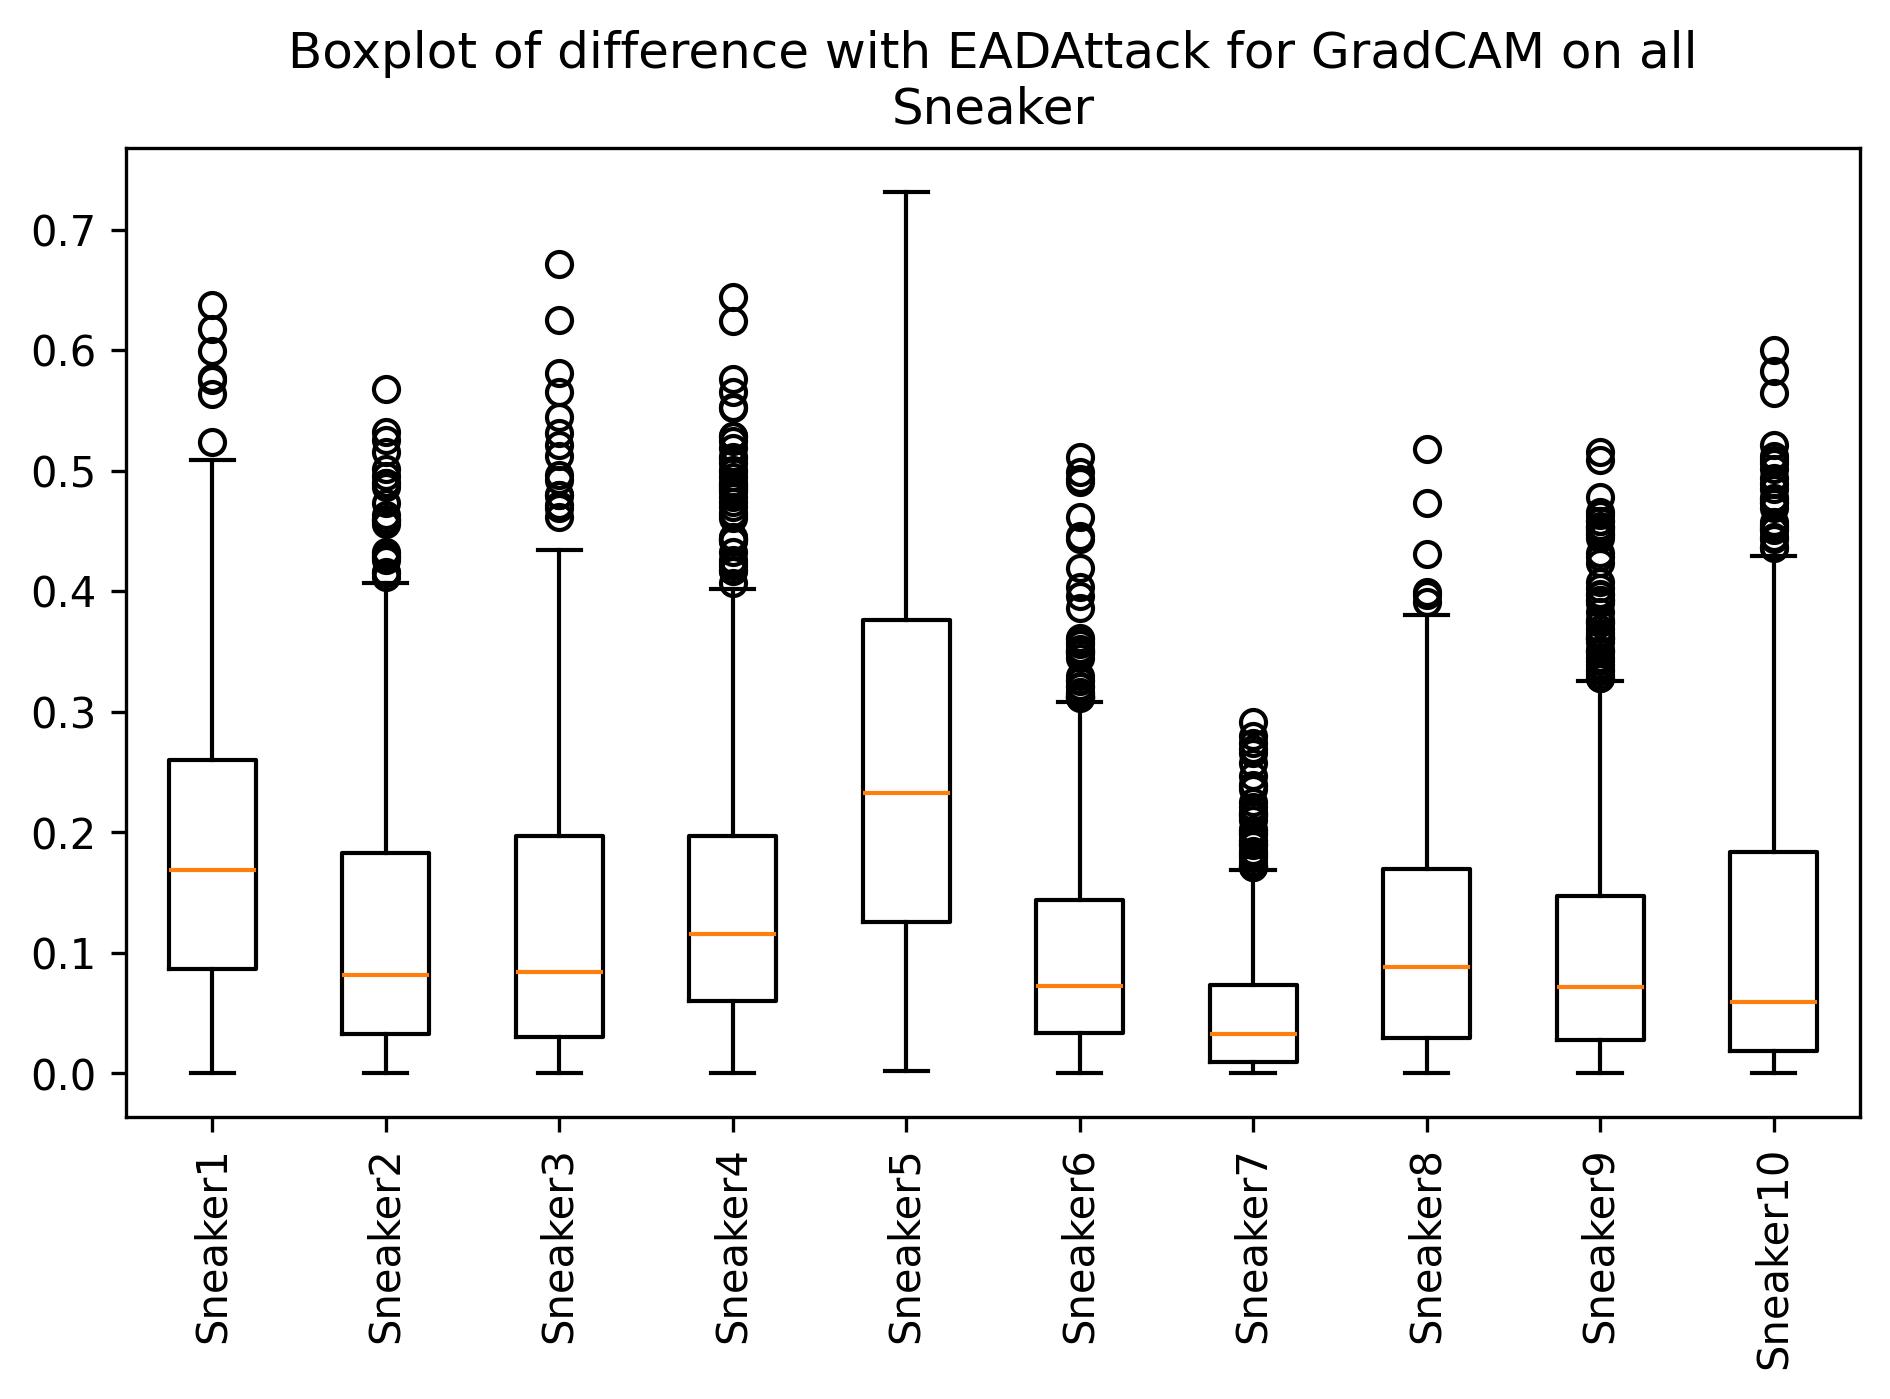 Boxplot of difference with EADAttack for GradCAM on all
Sneaker
0.7
0.6
0.5
0.4
0.3
0.2
0.1
0.0
Sneaker1
Sneaker2
Sneaker3
Sneaker4
Sneaker5
Sneaker6
Sneaker7
Sneaker8
Sneaker9
Sneaker10